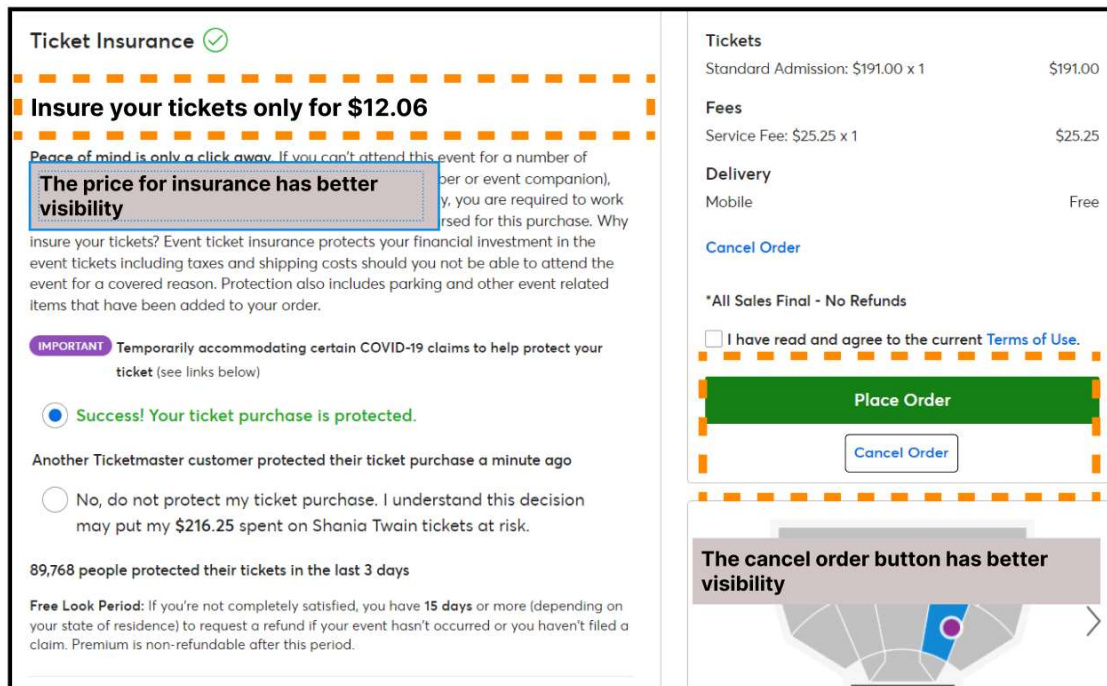 Ticket Insurance
Insure your tickets only for $12.06
Peace of mind is only a click away. If you can't attend this event for a number of
The price for insurance has better
visibility
per or event companion),
y, you are required to work
rsed for this purchase. Why
insure your tickets? Event ticket insurance protects your financial investment in the
event tickets including taxes and shipping costs should you not be able to attend the
event for a covered reason. Protection also includes parking and other event related
items that have been added to your order.
IMPORTANT Temporarily accommodating certain COVID-19 claims to help protect your
ticket (see links below)
Success! Your ticket purchase is protected.
Another Ticketmaster customer protected their ticket purchase a minute ago
No, do not protect my ticket purchase. I understand this decision
may put my $216.25 spent on Shania Twain tickets at risk.
89,768 people protected their tickets in the last 3 days
Free Look Period: If you're not completely satisfied, you have 15 days or more (depending on
your state of residence) to request a refund if your event hasn't occurred or you haven't filed a
claim. Premium is non-refundable after this period.
Tickets
Standard Admission: $191.00 x 1 $191.00
Fees
Service Fee: $25.25 x 1 $25.25
Delivery
Mobile Free
Cancel Order
*All Sales Final - No Refunds
I have read and agree to the current Terms of Use.
Place Order
Cancel Order
The cancel order button has better
visibility